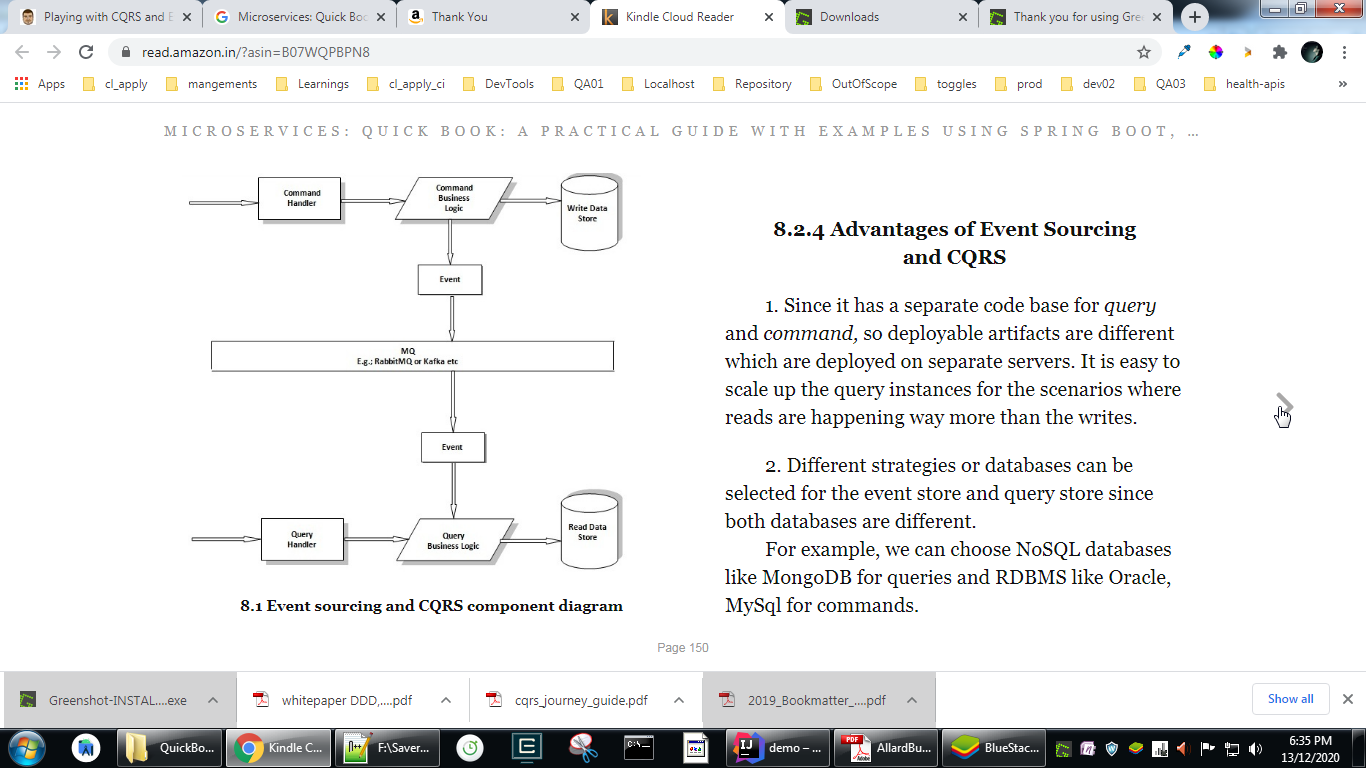 Playing with CQRS and E
Microservices: Quick Boo
Thank You
Kindle Cloud Reader
Downloads
Thank you for using Gre
read.amazon.in/?asin=B07WQPBPN8
Apps
cl_apply
mangements
Learnings
cl_apply_ci
DevTools
QA01
Localhost
Repository
OutOfScope
toggles
prod
dev02
QA03
health-apis
»
MICROSERVICES: QUICK BOOK: A PRACTICAL GUIDE WITH EXAMPLES USING SPRING BOOT, …
Command
Handler
Command
Business
Logic
Write Data
Store
Event
MQ
E.g.; RabbitMQ or Kafka etc
Event
Query
Handler
Query
Business Logic
Read Data
Store
8.1 Event sourcing and CQRS component diagram
8.2.4 Advantages of Event Sourcing
and CQRS
1. Since it has a separate code base for query
and command, so deployable artifacts are different
which are deployed on separate servers. It is easy to
scale up the query instances for the scenarios where
reads are happening way more than the writes.
2. Different strategies or databases can be
selected for the event store and query store since
both databases are different.
For example, we can choose NoSQL databases
like MongoDB for queries and RDBMS like Oracle,
MySql for commands.
Page 150
Greenshot-INSTAL....exe
whitepaper DDD,....pdf
cqrs_journey_guide.pdf
2019_Bookmatter_....pdf
Show all
QuickBo...
Kindle C...
F:\Saver...
demo – ...
AllardBu...
BlueStac...
6:35 PM
13/12/2020